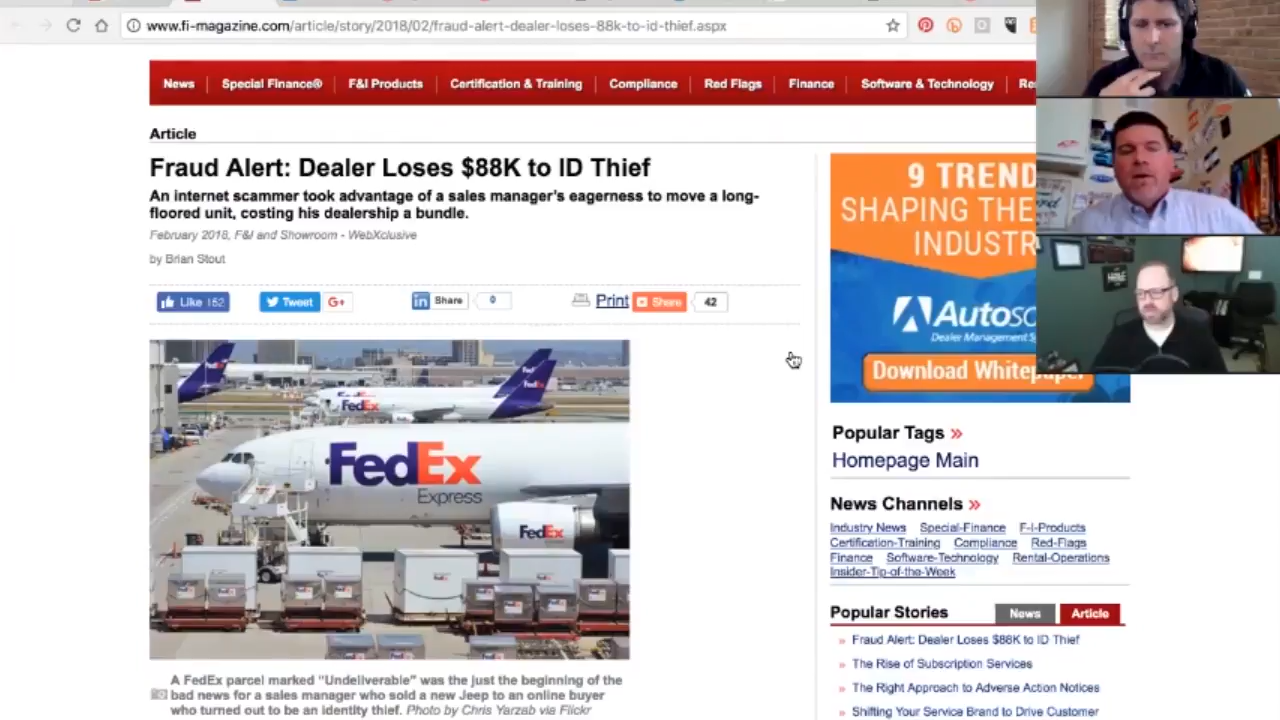 www.fi-magazine.com/article/story/2018/02/fraud-alert-dealer-loses-88k-to-id-thief.aspx
News Special Finance® F&I Products Certification & Training Compliance Red Flags Finance Software & Technology
Article
Fraud Alert: Dealer Loses $88K to ID Thief
An internet scammer took advantage of a sales manager's eagerness to move a long-
floored unit, costing his dealership a bundle.
February 2018, F&I and Showroom - WebXclusive
by Brian Stout
Like 152 Tweet G+ in Share 0 Print Share 42
FedEx
FedEx
FedEx
Express
FedEx
A FedEx parcel marked "Undeliverable" was the just the beginning of the
bad news for a sales manager who sold a new Jeep to an online buyer
who turned out to be an identity thief. Photo by Chris Yarzab via Flickr
9 TREND
SHAPING THE
INDUSTR
Autoso
Dealer Management S
Download Whitepaper
Popular Tags »
Homepage Main
News Channels »
Industry News Special-Finance F-I-Products
Certification-Training Compliance Red-Flags
Finance Software-Technology Rental-Operations
Insider-Tip-of-the-Week
Popular Stories News Article
» Fraud Alert: Dealer Loses $88K to ID Thief
» The Rise of Subscription Services
» The Right Approach to Adverse Action Notices
» Shifting Your Service Brand to Drive Customer